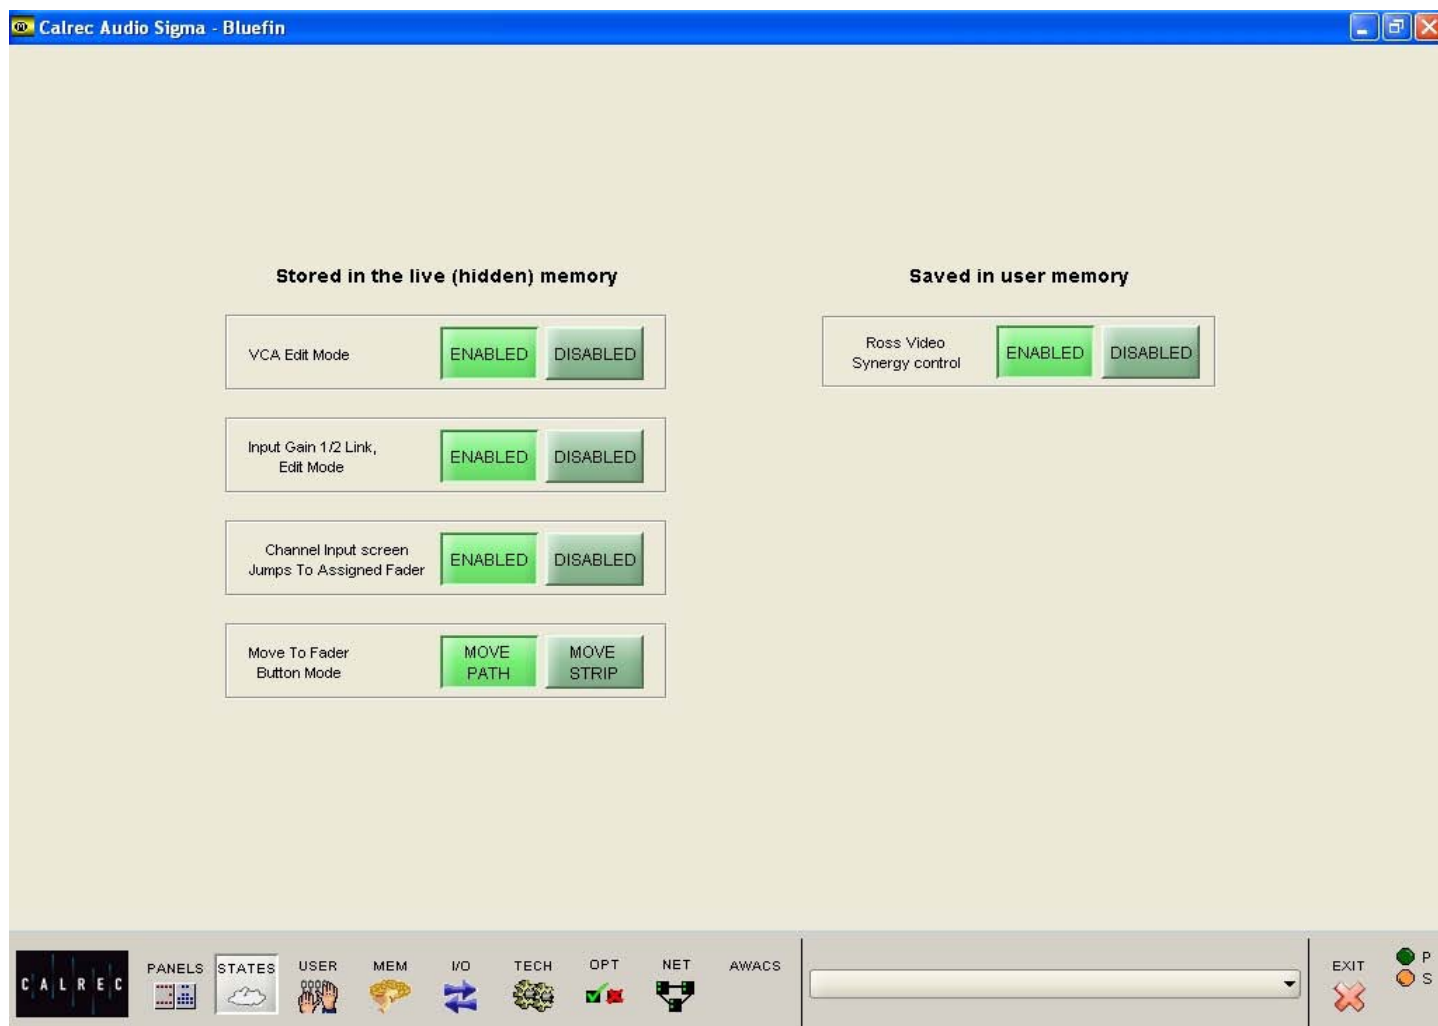 Calrec Audio Sigma - Bluefin
Stored in the live (hidden) memory
VCA Edit Mode
ENABLED
DISABLED
Input Gain 1/2 Link,
Edit Mode
ENABLED
DISABLED
Channel Input screen
Jumps To Assigned Fader
ENABLED
DISABLED
Move To Fader
Button Mode
MOVE
PATH
MOVE
STRIP
Saved in user memory
Ross Video
Synergy control
ENABLED
DISABLED
CALREC
PANELS
STATES
USER
MEM
I/O
TECH
OPT
NET
AWACS
EXIT
P
S